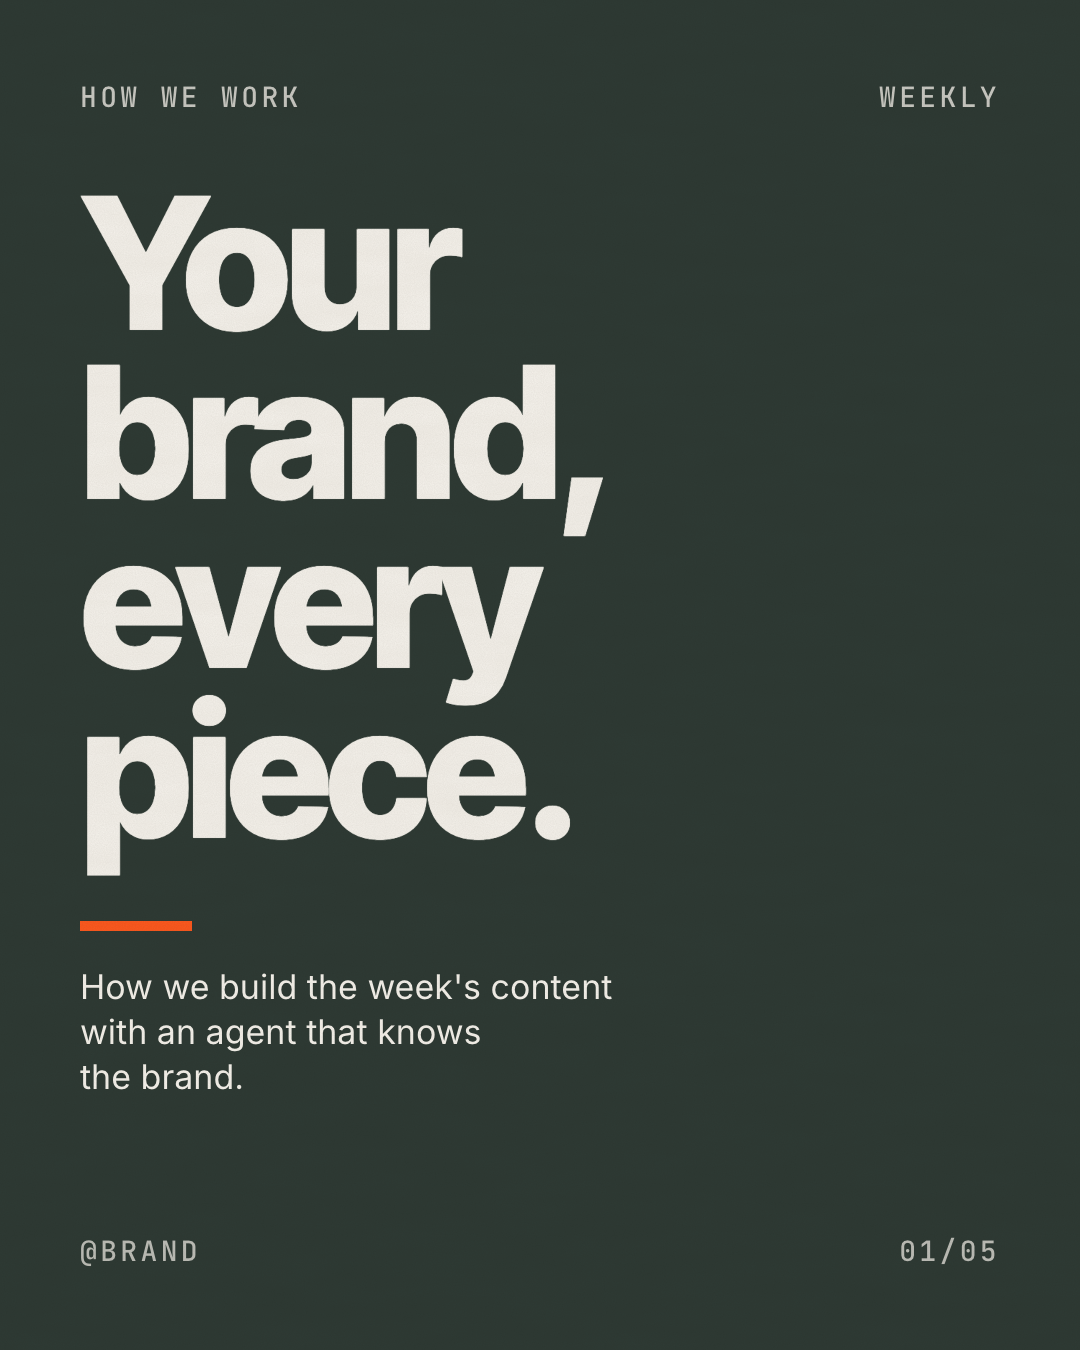 HOW WE WORK
WEEKLY
Your
brand,
every
piece.
How we build the week's content
with an agent that knows
the brand.
@BRAND
01/05